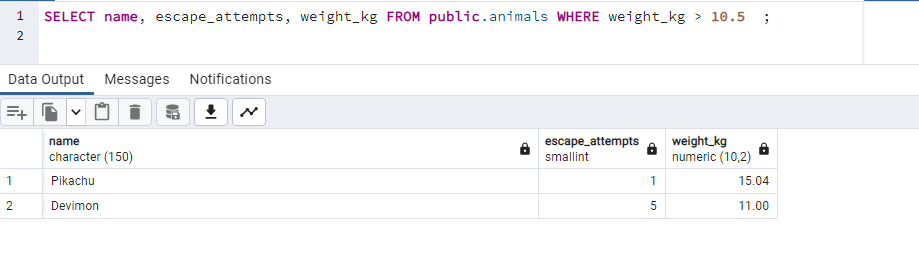 1 SELECT name, escape_attempts, weight_kg FROM public.animals WHERE weight_kg > 10.5 ;
2
Data Output Messages Notifications
name escape_attempts weight_kg
character (150) smallint numeric (10,2)
1 Pikachu 1 15.04
2 Devimon 5 11.00